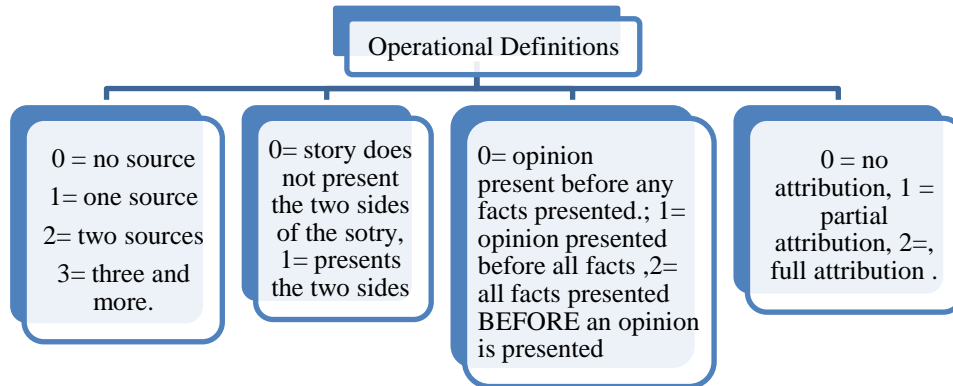 Operational Definitions
0 = no source
1= one source
2= two sources
3= three and
more.
0= story does
not present
the two sides
of the sotry,
1= presents
the two sides
0= opinion
present before any
facts presented.; 1=
opinion presented
before all facts ,2=
all facts presented
BEFORE an opinion
is presented
0 = no
attribution, 1 =
partial
attribution, 2=,
full attribution .